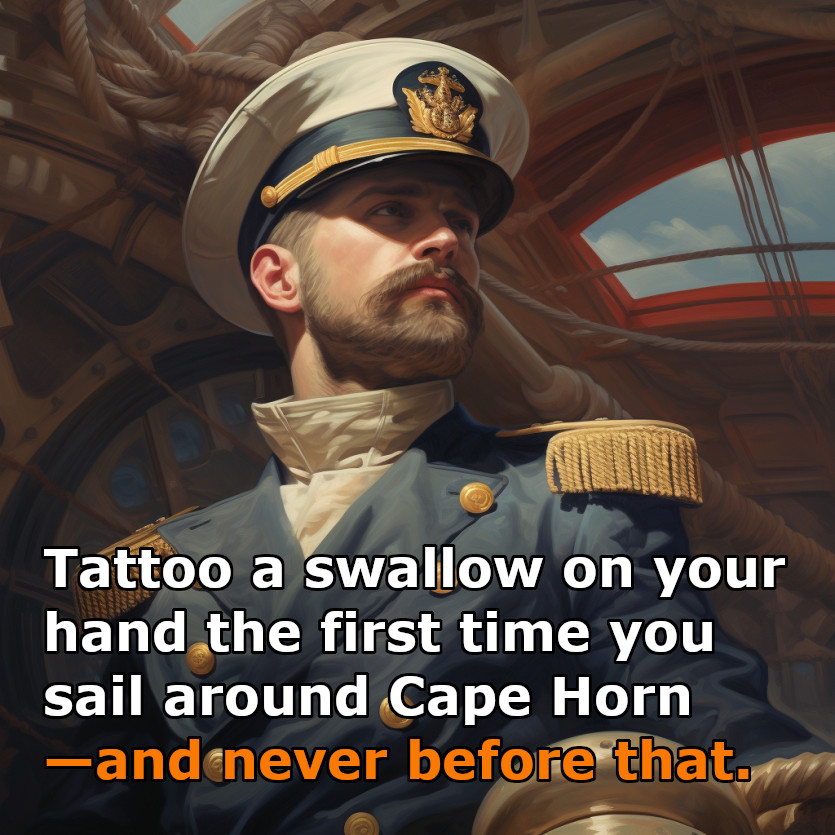 Tattoo a swallow on your
hand the first time you
sail around Cape Horn
—and never before that.